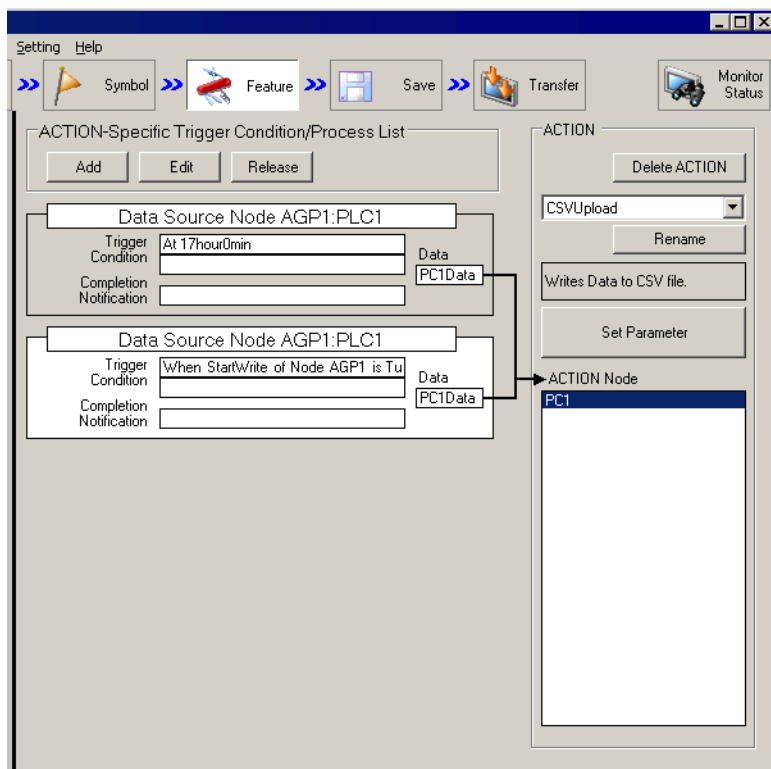 Setting Help
Symbol Feature Save Transfer Monitor Status
ACTION-Specific Trigger Condition/Process List
Add Edit Release
Data Source Node AGP1:PLC1
Trigger Condition At 17hour0min
Data
PC1Data
Completion Notification
Data Source Node AGP1:PLC1
Trigger Condition When StartWrite of Node AGP1 is Tu
Data
PC1Data
Completion Notification
ACTION
Delete ACTION
CSVUpload
Rename
Writes Data to CSV file.
Set Parameter
ACTION Node
PC1